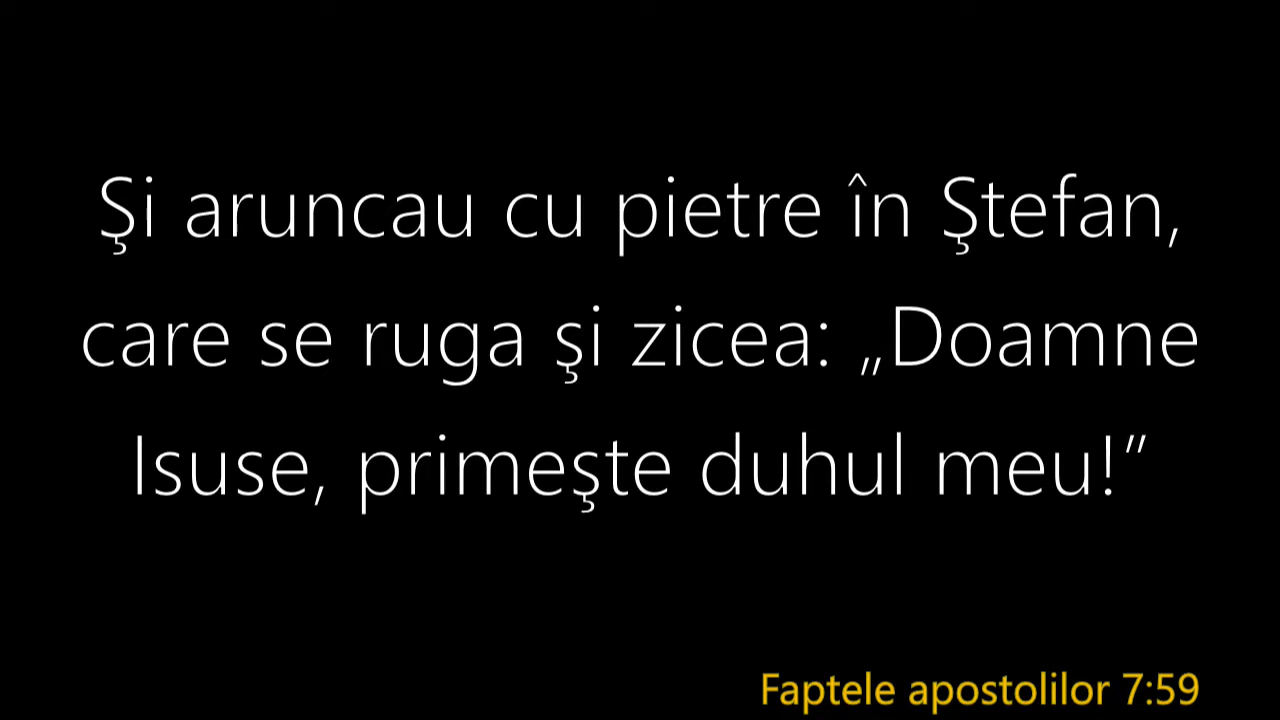 Şi aruncau cu pietre în Ştefan,
care se ruga şi zicea: „Doamne
Isuse, primeşte duhul meu!”
Faptele apostolilor 7:59